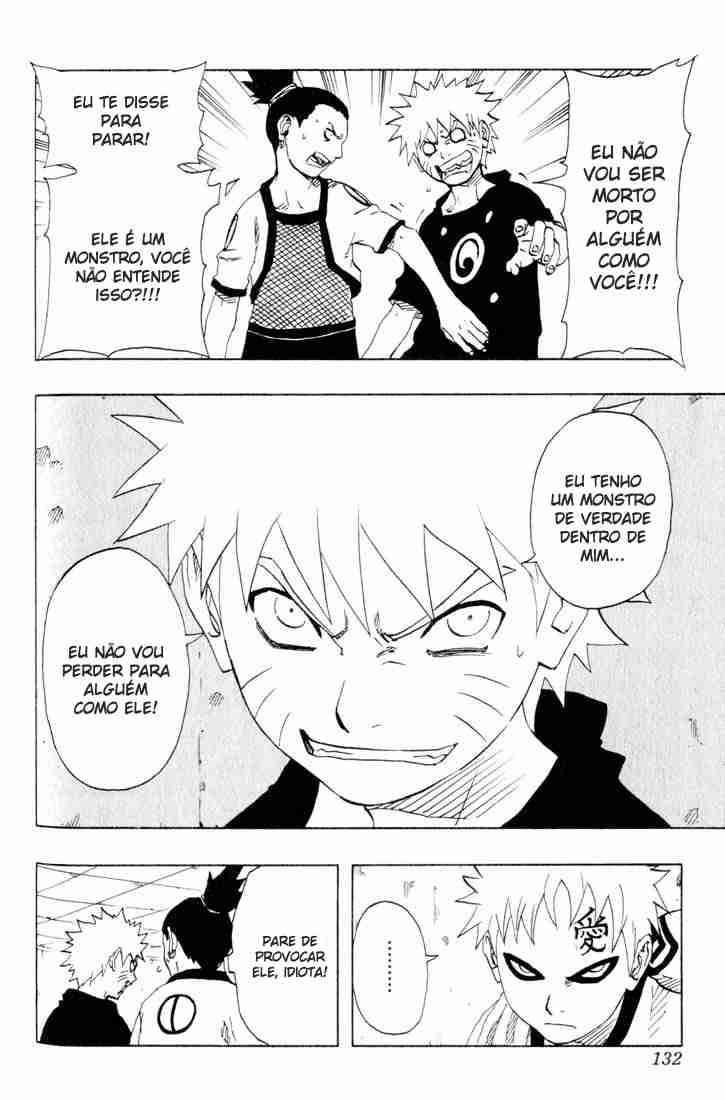 EU NÃO
VOU SER
MORTO
POR
ALGUÉM
COMO
VOCÊ!!!
EU TE DISSE
PARA
PARAR!
ELE É UM
MONSTRO, VOCÊ
NÃO ENTENDE
ISSO?!!!
EU TENHO
UM MONSTRO
DE VERDADE
DENTRO DE
MIM...
EU NÃO VOU
PERDER PARA
ALGUÉM
COMO ELE!
愛
.........
PARE DE
PROVOCAR
ELE, IDIOTA!
132